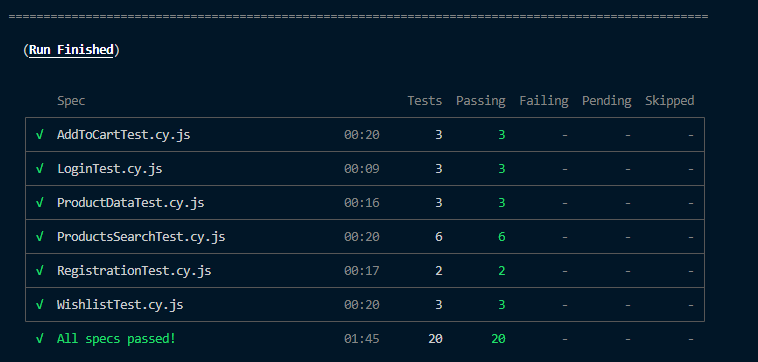 ====================================================================================================
(Run Finished)
Spec Tests Passing Failing Pending Skipped
√ AddToCartTest.cy.js 00:20 3 3 - - -
√ LoginTest.cy.js 00:09 3 3 - - -
√ ProductDataTest.cy.js 00:16 3 3 - - -
√ ProductsSearchTest.cy.js 00:20 6 6 - - -
√ RegistrationTest.cy.js 00:17 2 2 - - -
√ WishlistTest.cy.js 00:20 3 3 - - -
√ All specs passed! 01:45 20 20 - - -